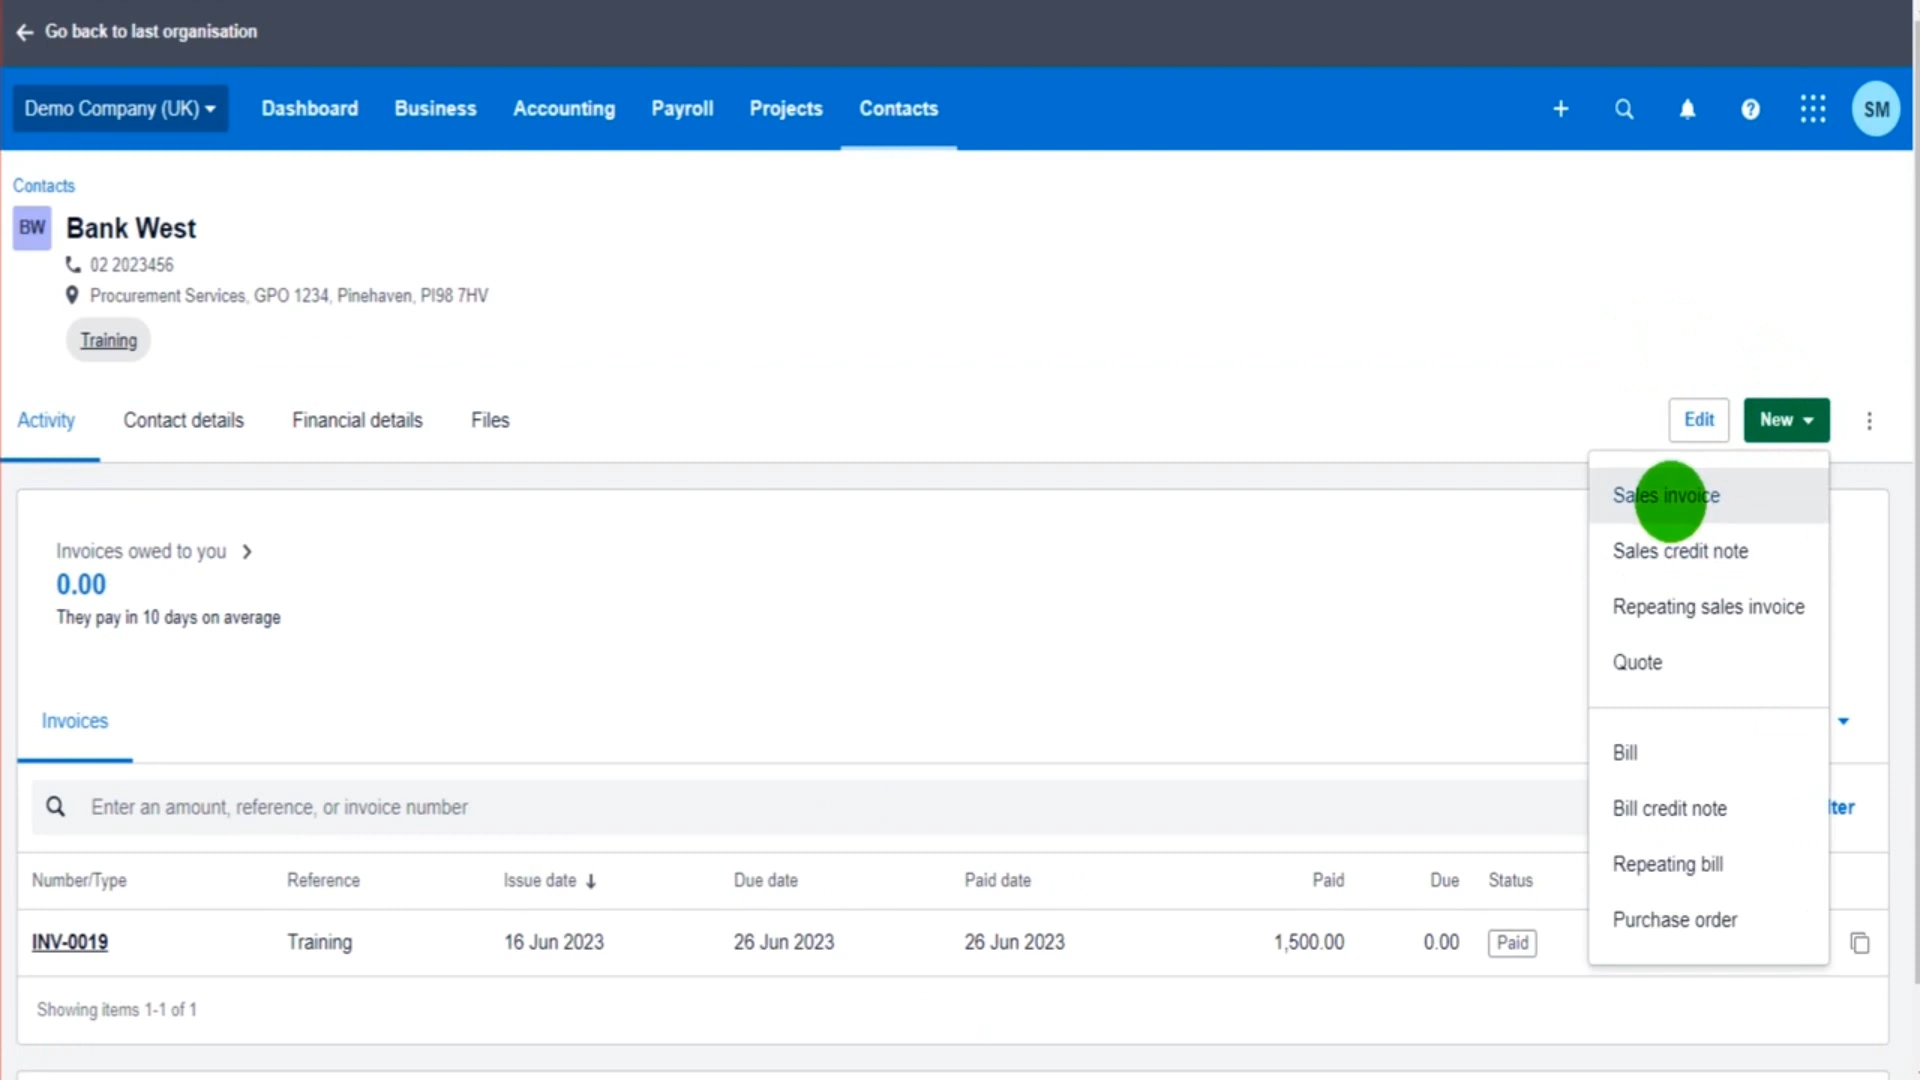 Go back to last organisation
Demo Company (UK) Dashboard Business Accounting Payroll Projects Contacts SM
Contacts
BW Bank West
02 2023456
Procurement Services, GPO 1234, Pinehaven, PI98 7HV
Training
Activity Contact details Financial details Files Edit New
Sales invoice
Sales credit note
Repeating sales invoice
Quote
Bill
Bill credit note
Repeating bill
Purchase order
Invoices owed to you
0.00
They pay in 10 days on average
Invoices
Enter an amount, reference, or invoice number
Number/Type Reference Issue date Due date Paid date Paid Due Status
INV-0019 Training 16 Jun 2023 26 Jun 2023 26 Jun 2023 1,500.00 0.00 Paid
Showing items 1-1 of 1